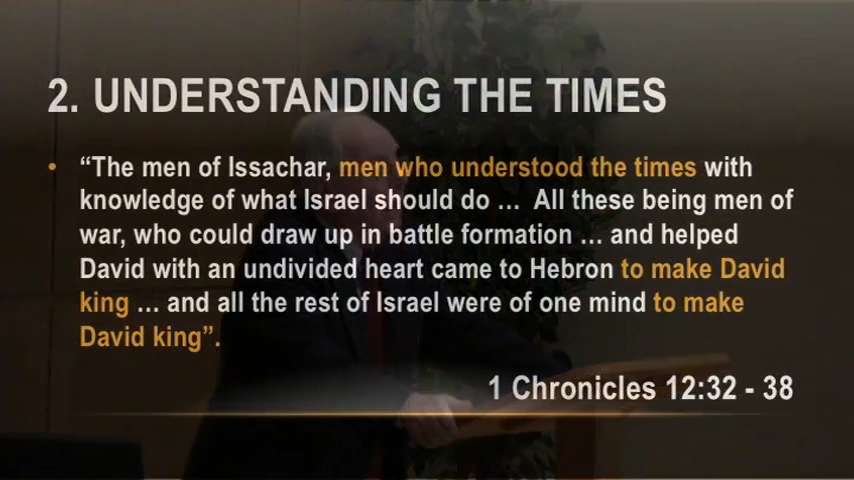 2. UNDERSTANDING THE TIMES
• “The men of Issachar, men who understood the times with
knowledge of what Israel should do ... All these being men of
war, who could draw up in battle formation ... and helped
David with an undivided heart came to Hebron to make David
king ... and all the rest of Israel were of one mind to make
David king”.
1 Chronicles 12:32 - 38